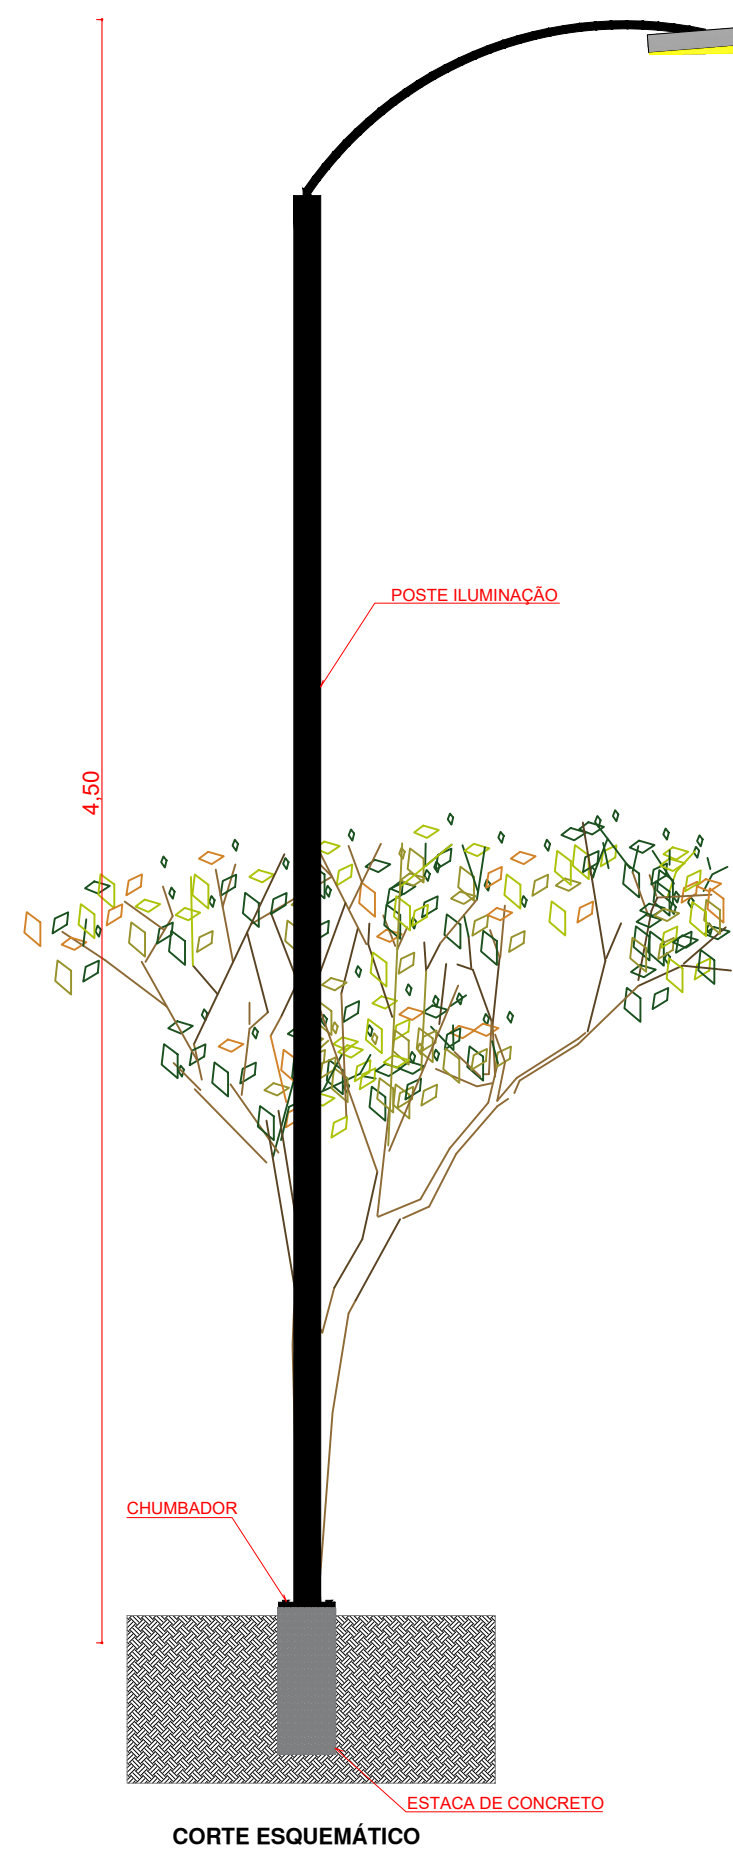 POSTE ILUMINAÇÃO
4,50
CHUMBADOR
ESTACA DE CONCRETO
CORTE ESQUEMÁTICO